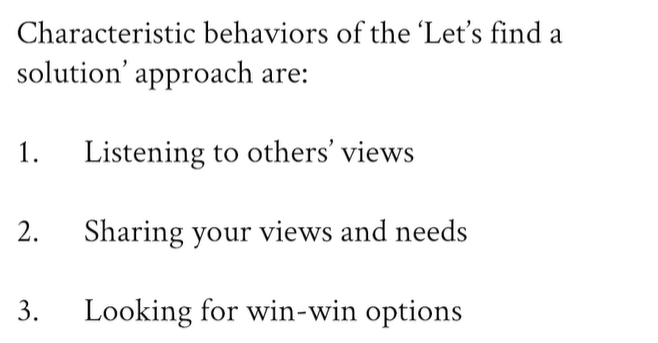 Characteristic behaviors of the ‘Let’s find a
solution’ approach are:
1. Listening to others’ views
2. Sharing your views and needs
3. Looking for win-win options